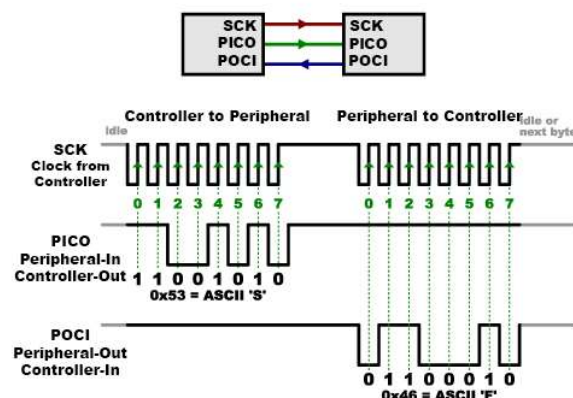 SCK SCK
PICO PICO
POCI POCI
Controller to Peripheral Peripheral to Controller
idle
idle or
next byte
SCK
Clock from
Controller
0 1 2 3 4 5 6 7 0 1 2 3 4 5 6 7
PICO
Peripheral-In
Controller-Out
1 1 0 0 1 0 1 0
0x53 = ASCII 'S'
POCI
Peripheral-Out
Controller-In
0 1 1 0 0 0 1 0
0x46 = ASCII 'F'